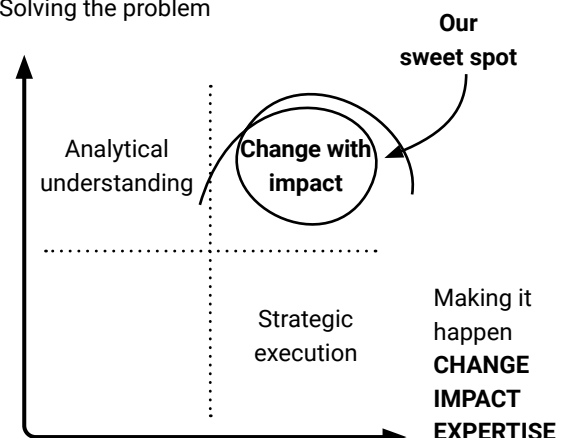 Solving the problem
Our
sweet spot
Analytical
understanding
Change with
impact
Strategic
execution
Making it
happen
CHANGE
IMPACT
EXPERTISE